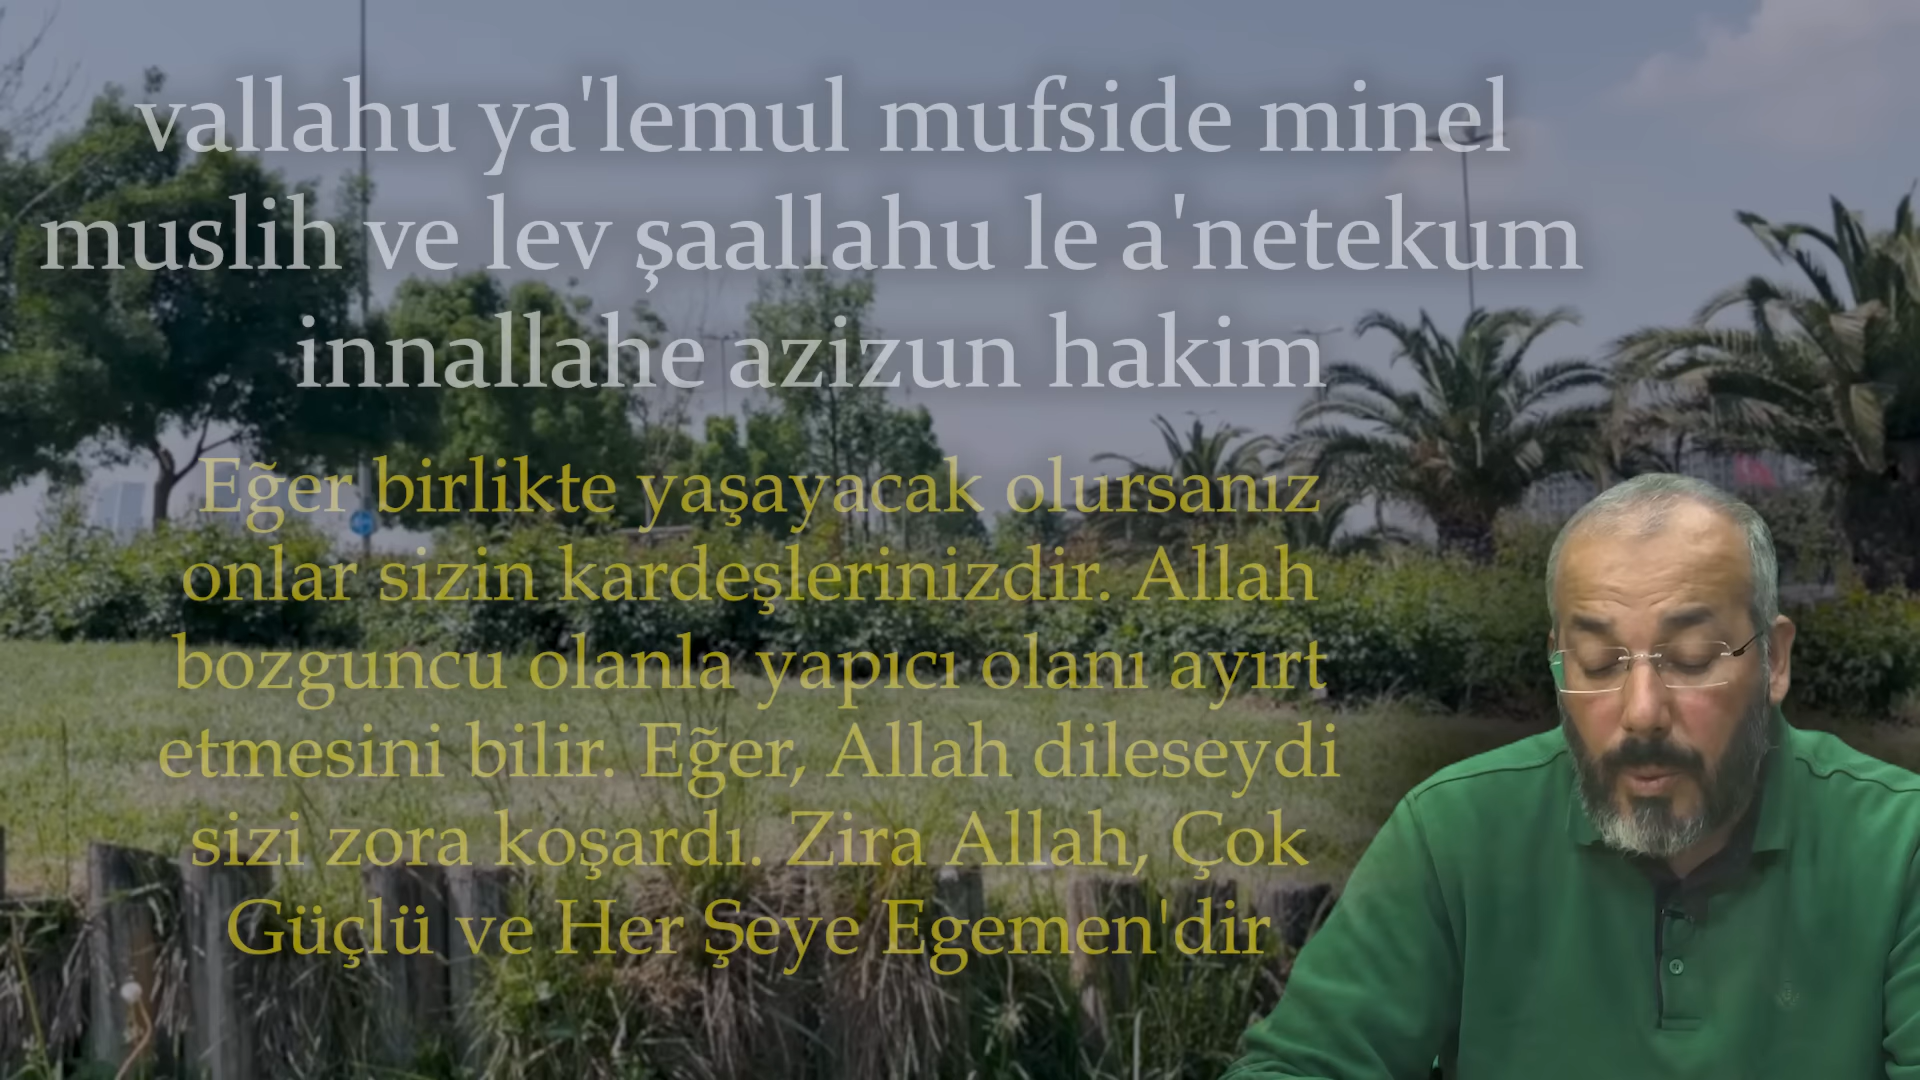 vallahu ya'lemul mufside minel
muslih ve lev şaallahu le a'netekum
innallahe azizun hakim
Eğer birlikte yaşayacak olursanız
onlar sizin kardeşlerinizdir. Allah
bozguncu olanla yapıcı olanı ayırt
etmesini bilir. Eğer, Allah dileseydi
sizi zora koşardı. Zira Allah, Çok
Güçlü ve Her Şeye Egemen'dir